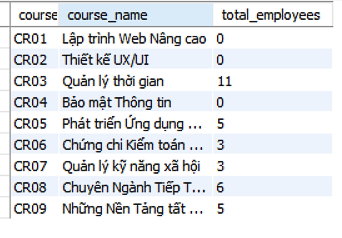 course course_name total_employees
CR01 Lập trình Web Nâng cao 0
CR02 Thiết kế UX/UI 0
CR03 Quản lý thời gian 11
CR04 Bảo mật Thông tin 0
CR05 Phát triển Ứng dụng ... 5
CR06 Chứng chỉ Kiểm toán ... 3
CR07 Quản lý kỹ năng xã hội 3
CR08 Chuyên Ngành Tiếp T... 6
CR09 Những Nền Tảng tất ... 5